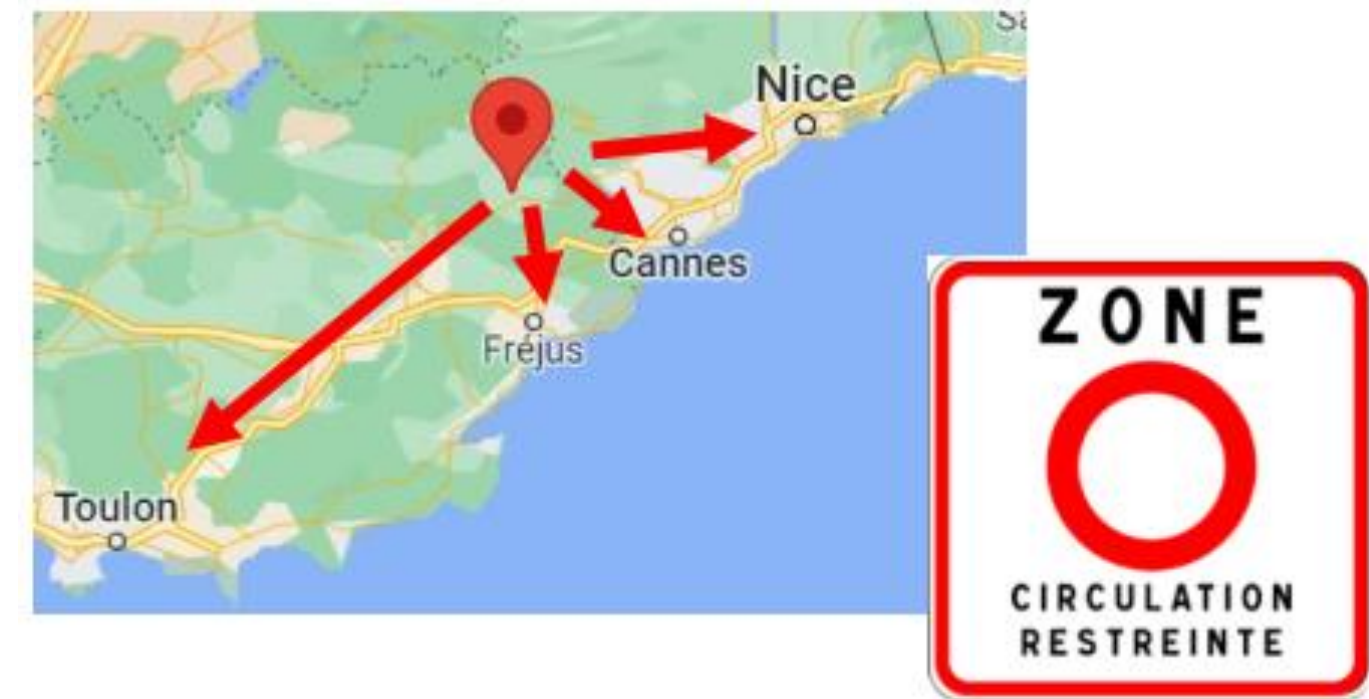 Nice
Cannes
Fréjus
Toulon
ZONE
CIRCULATION
RESTREINTE